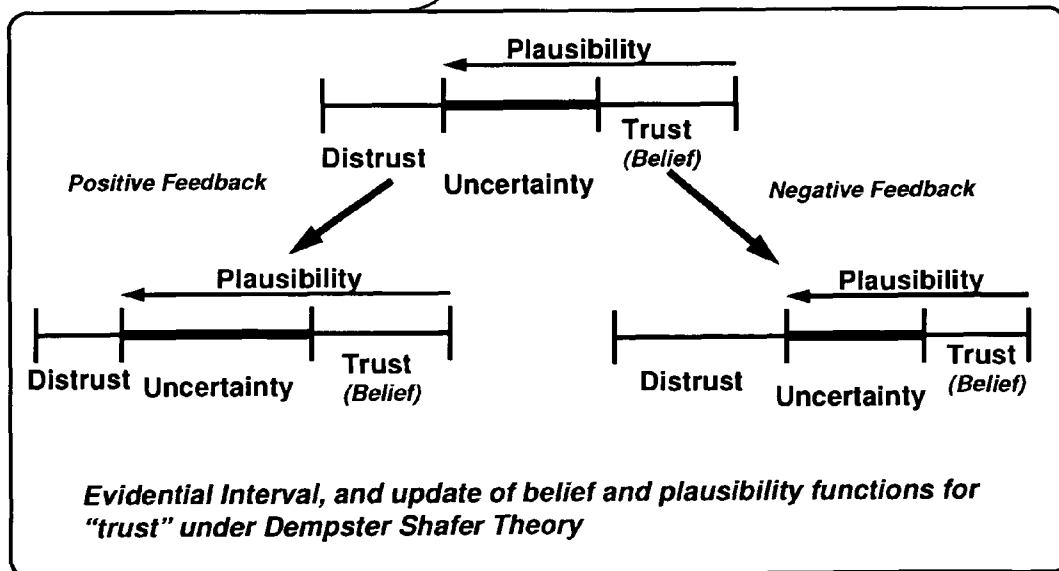 Plausibility
Trust
(Belief)
Distrust
Uncertainty
Positive Feedback
Negative Feedback
Plausibility
Plausibility
Trust
(Belief)
Distrust
Uncertainty
Trust
(Belief)
Distrust
Uncertainty
Evidential Interval, and update of belief and plausibility functions for
“trust” under Dempster Shafer Theory